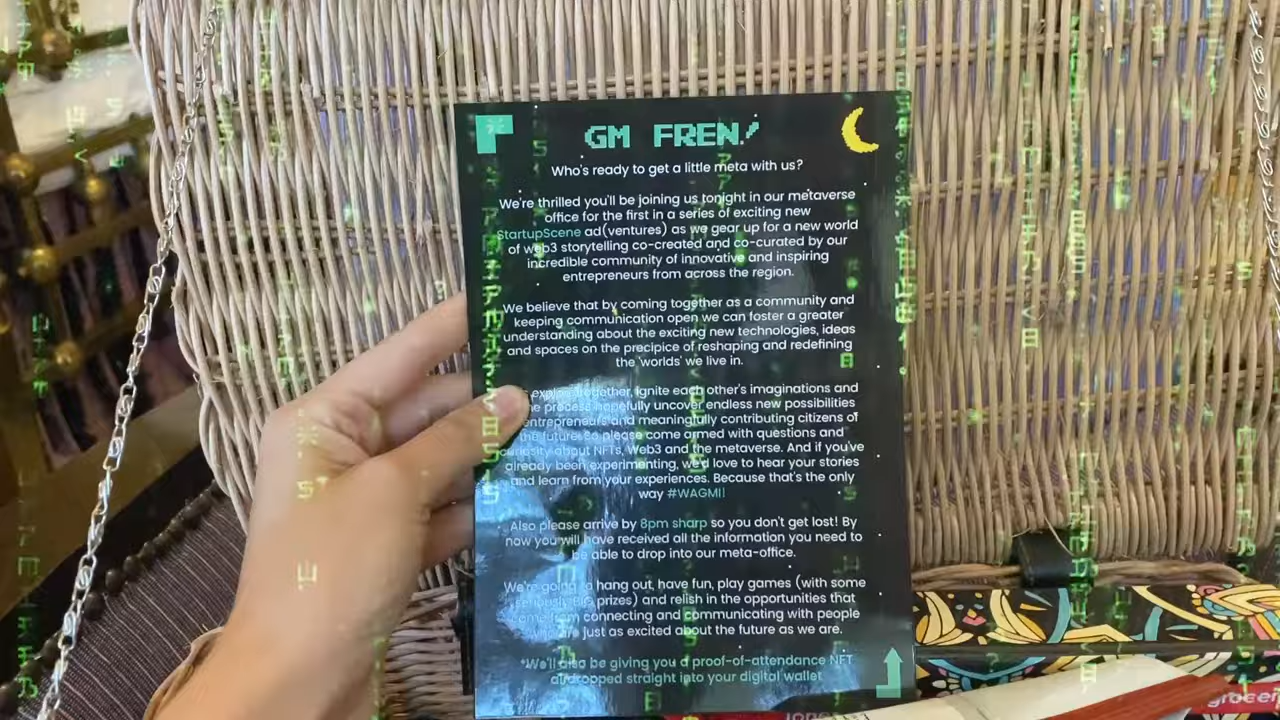 GM FREN!
Who's ready to get a little meta with us?
We're thrilled you'll be joining us tonight in our metaverse
office for the first in a series of exciting new
StartupScene ad(ventures) as we gear up for a new world
of web3 storytelling co-created and co-curated by our
incredible community of innovative and inspiring
entrepreneurs from across the region.
We believe that by coming together as a community and
keeping communication open we can foster a greater
understanding about the exciting new technologies, ideas
and spaces on the precipice of reshaping and redefining
the 'worlds' we live in.
explore together, ignite each other's imaginations and
process hopefully uncover endless new possibilities
entrepreneurs and meaningfully contributing citizens of
the future. So please come armed with questions and
curiosity about NFTs, Web3 and the metaverse. And if you've
already been experimenting, we'd love to hear your stories
and learn from your experiences. Because that's the only
way #WAGMI!
Also please arrive by 8pm sharp so you don't get lost! By
now you will have received all the information you need to
be able to drop into our meta-office.
We're going to hang out, have fun, play games (with some
seriously BIG prizes) and relish in the opportunities that
come from connecting and communicating with people
who are just as excited about the future as we are.
*We'll also be giving you a proof-of-attendance NFT
airdropped straight into your digital wallet